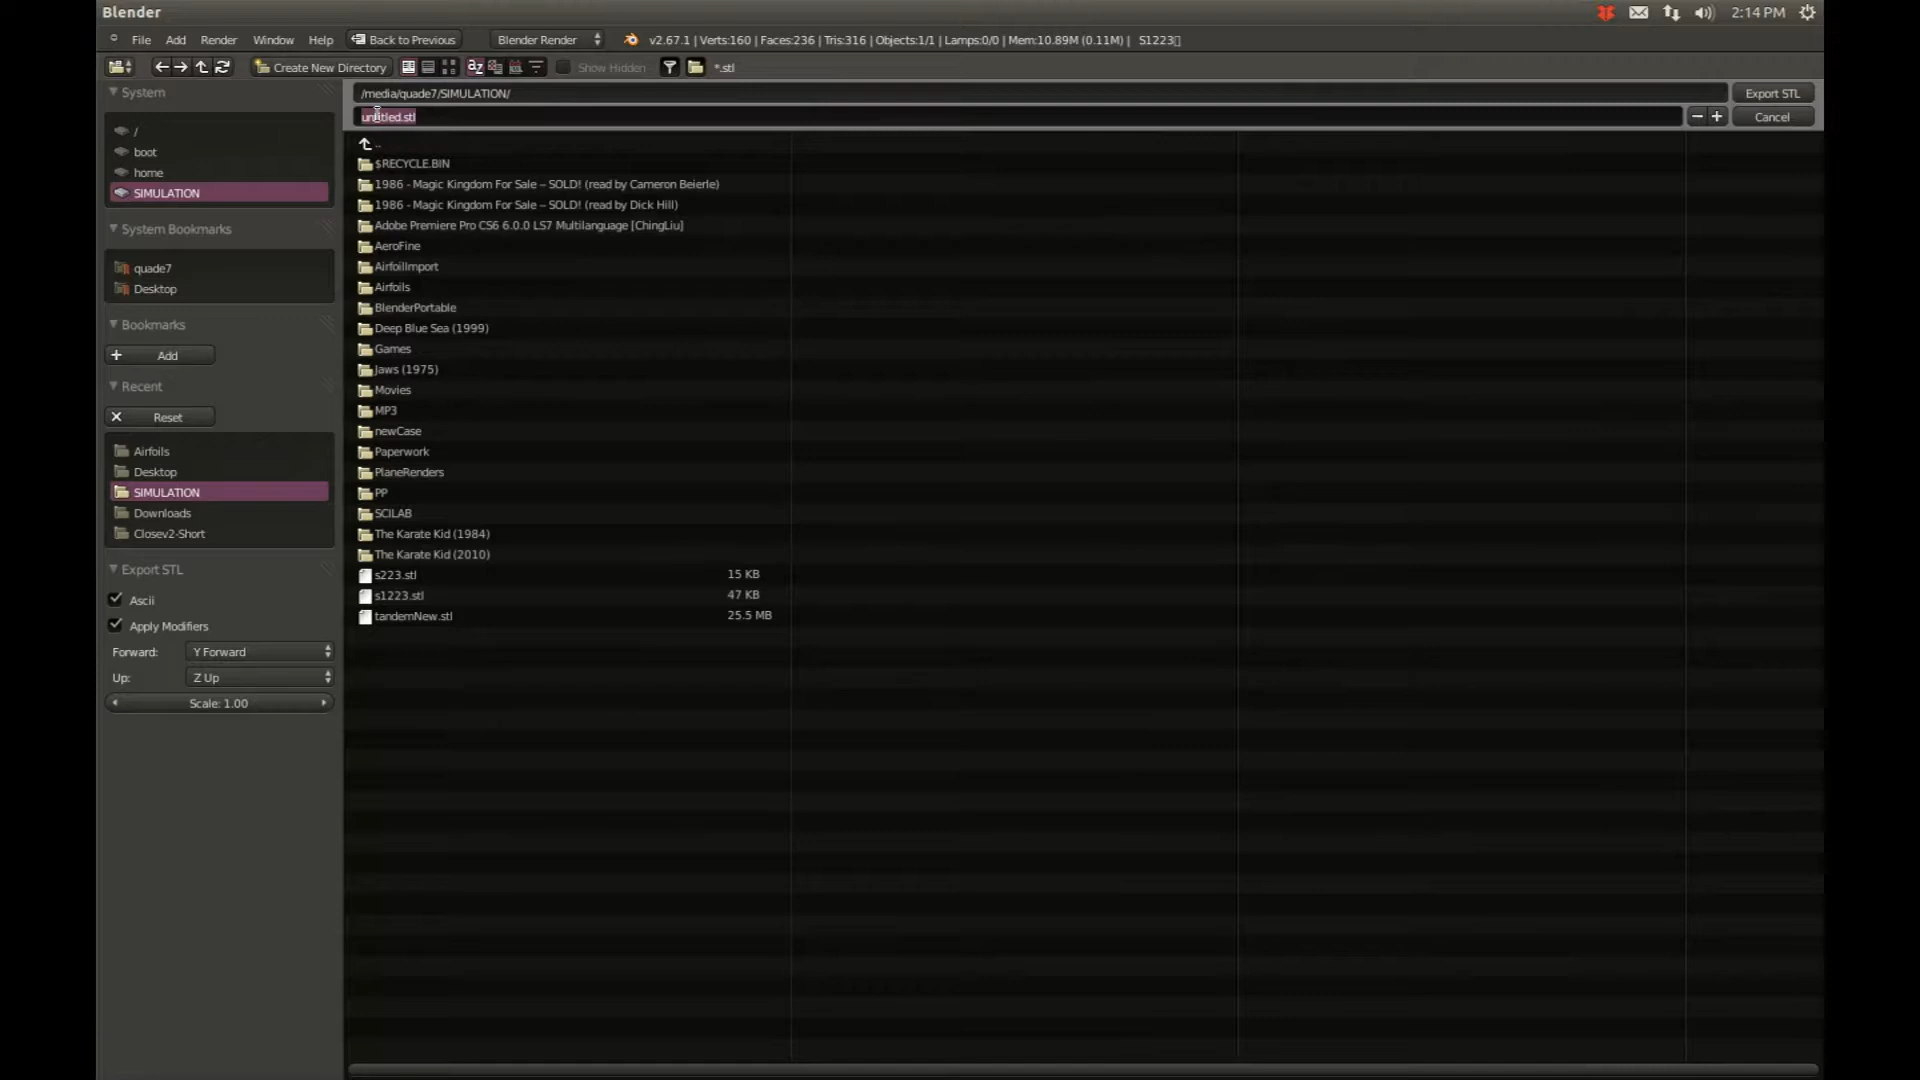 Blender
2:14 PM
File Add Render Window Help Back to Previous Blender Render v2.67.1 | Verts:160 | Faces:236 | Tris:316 | Objects:1/1 | Lamps:0/0 | Mem:10.89M (0.11M) | S1223
Create New Directory Show Hidden *.stl
System
/media/quade7/SIMULATION/ Export STL
untitled.stl Cancel
/
boot
home
SIMULATION
System Bookmarks
quade7
Desktop
Bookmarks
Add
Recent
Reset
Airfoils
Desktop
SIMULATION
Downloads
Closev2-Short
Export STL
Ascii
Apply Modifiers
Forward: Y Forward
Up: Z Up
Scale: 1.00
..
$RECYCLE.BIN
1986 - Magic Kingdom For Sale – SOLD! (read by Cameron Beierle)
1986 - Magic Kingdom For Sale – SOLD! (read by Dick Hill)
Adobe Premiere Pro CS6 6.0.0 LS7 Multilanguage [ChingLiu]
AeroFine
AirfoilImport
Airfoils
BlenderPortable
Deep Blue Sea (1999)
Games
Jaws (1975)
Movies
MP3
newCase
Paperwork
PlaneRenders
PP
SCILAB
The Karate Kid (1984)
The Karate Kid (2010)
s223.stl 15 KB
s1223.stl 47 KB
tandemNew.stl 25.5 MB